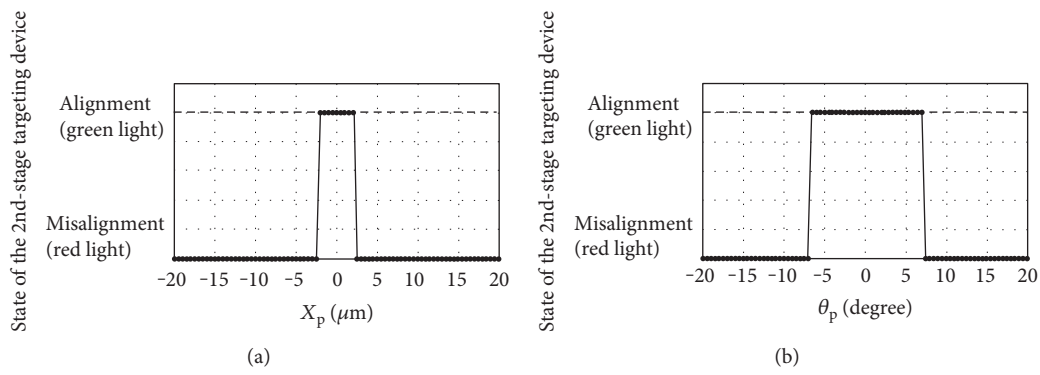 State of the 2nd-stage targeting device
Alignment
(green light)
Misalignment
(red light)
−20 −15 −10 −5 0 5 10 15 20
X_p (μm)
(a)
State of the 2nd-stage targeting device
Alignment
(green light)
Misalignment
(red light)
−20 −15 −10 −5 0 5 10 15 20
θ_p (degree)
(b)